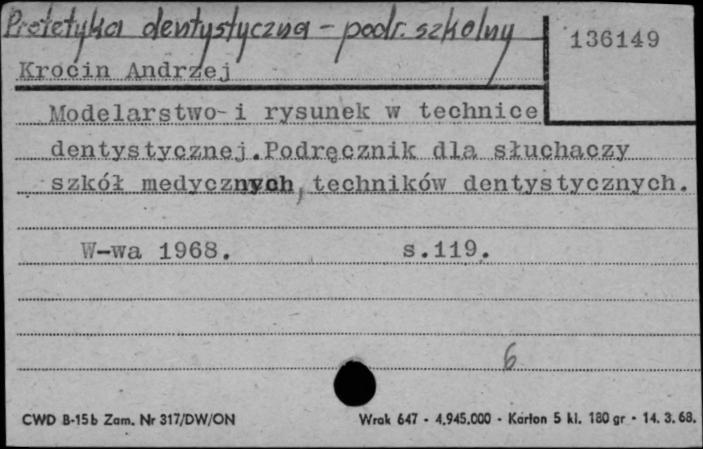 Protetyka dentystyczna - podr. szkolny
136149
Krocin Andrzej
Modelarstwo- i rysunek w technice
dentystycznej.Podręcznik dla słuchaczy
szkół medycznych, techników dentystycznych.
W-wa 1968. s.119.
6
CWD B-15b Zam. Nr 317/DW/ON Wrak 647 - 4.945.000 - Karton 5 kl. 180 gr - 14. 3. 68.